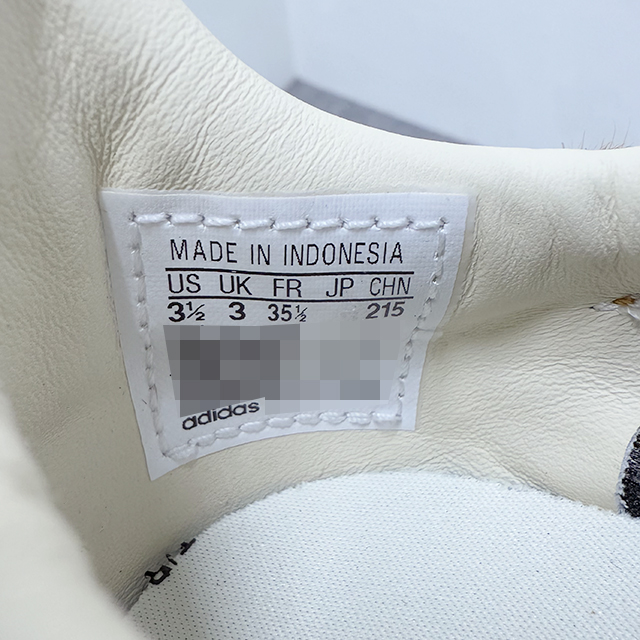 MADE IN INDONESIA
US UK FR JP CHN
3½ 3 35½ 215
adidas